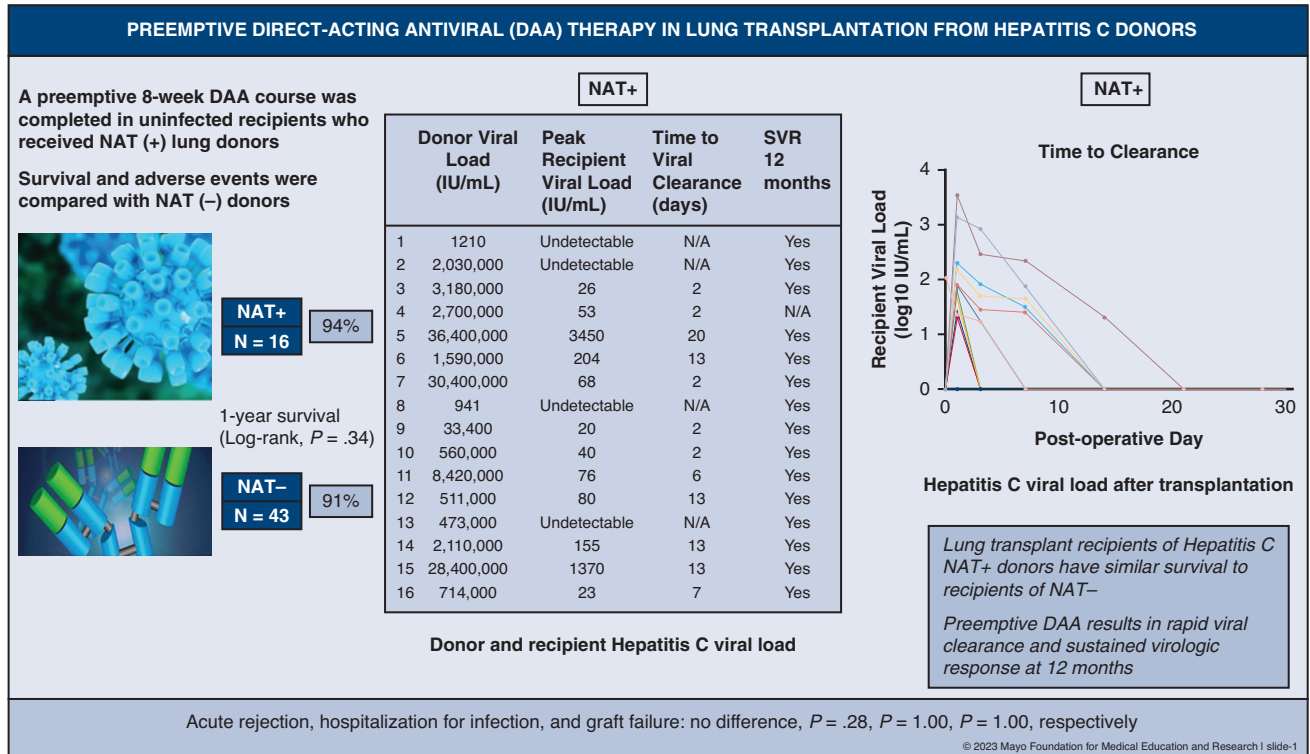 PREEMPTIVE DIRECT-ACTING ANTIVIRAL (DAA) THERAPY IN LUNG TRANSPLANTATION FROM HEPATITIS C DONORS
A preemptive 8-week DAA course was
completed in uninfected recipients who
received NAT (+) lung donors
Survival and adverse events were
compared with NAT (–) donors
NAT+
N = 16
94%
1-year survival
(Log-rank, P = .34)
NAT–
N = 43
91%
NAT+
Donor Viral Load (IU/mL) Peak Recipient Viral Load (IU/mL) Time to Viral Clearance (days) SVR 12 months
1 1210 Undetectable N/A Yes
2 2,030,000 Undetectable N/A Yes
3 3,180,000 26 2 Yes
4 2,700,000 53 2 N/A
5 36,400,000 3450 20 Yes
6 1,590,000 204 13 Yes
7 30,400,000 68 2 Yes
8 941 Undetectable N/A Yes
9 33,400 20 2 Yes
10 560,000 40 2 Yes
11 8,420,000 76 6 Yes
12 511,000 80 13 Yes
13 473,000 Undetectable N/A Yes
14 2,110,000 155 13 Yes
15 28,400,000 1370 13 Yes
16 714,000 23 7 Yes
Donor and recipient Hepatitis C viral load
NAT+
Time to Clearance
Recipient Viral Load
(log10 IU/mL)
4
3
2
1
0
0 10 20 30
Post-operative Day
Hepatitis C viral load after transplantation
Lung transplant recipients of Hepatitis C
NAT+ donors have similar survival to
recipients of NAT–
Preemptive DAA results in rapid viral
clearance and sustained virologic
response at 12 months
Acute rejection, hospitalization for infection, and graft failure: no difference, P = .28, P = 1.00, P = 1.00, respectively
© 2023 Mayo Foundation for Medical Education and Research | slide-1